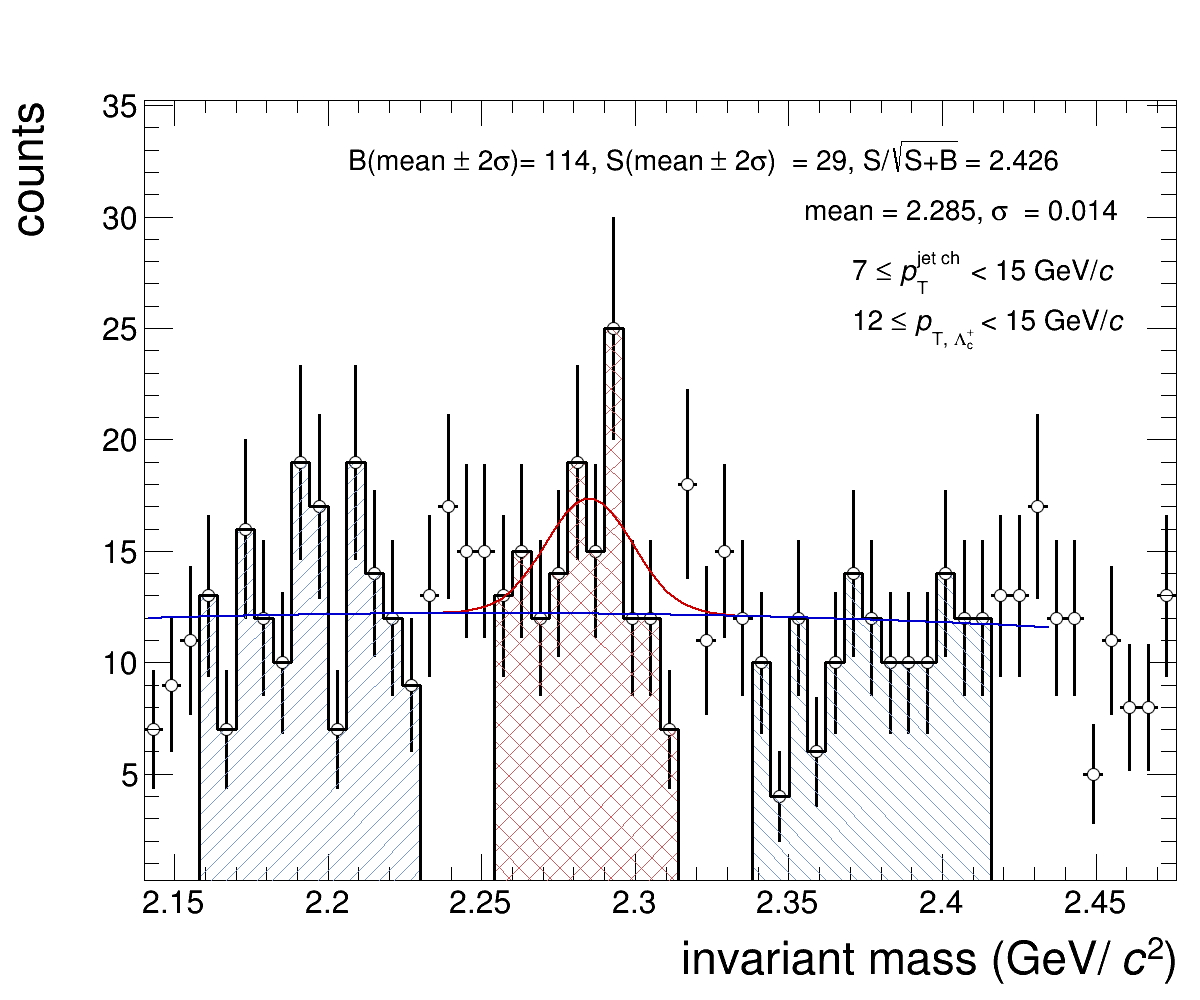 counts
35
30
25
20
15
10
5
B(mean ± 2σ)= 114, S(mean ± 2σ) = 29, S/√S+B = 2.426
mean = 2.285, σ = 0.014
7 ≤ p_T^jet ch < 15 GeV/c
12 ≤ p_T, Λ_c^+ < 15 GeV/c
2.15 2.2 2.25 2.3 2.35 2.4 2.45
invariant mass (GeV/ c²)